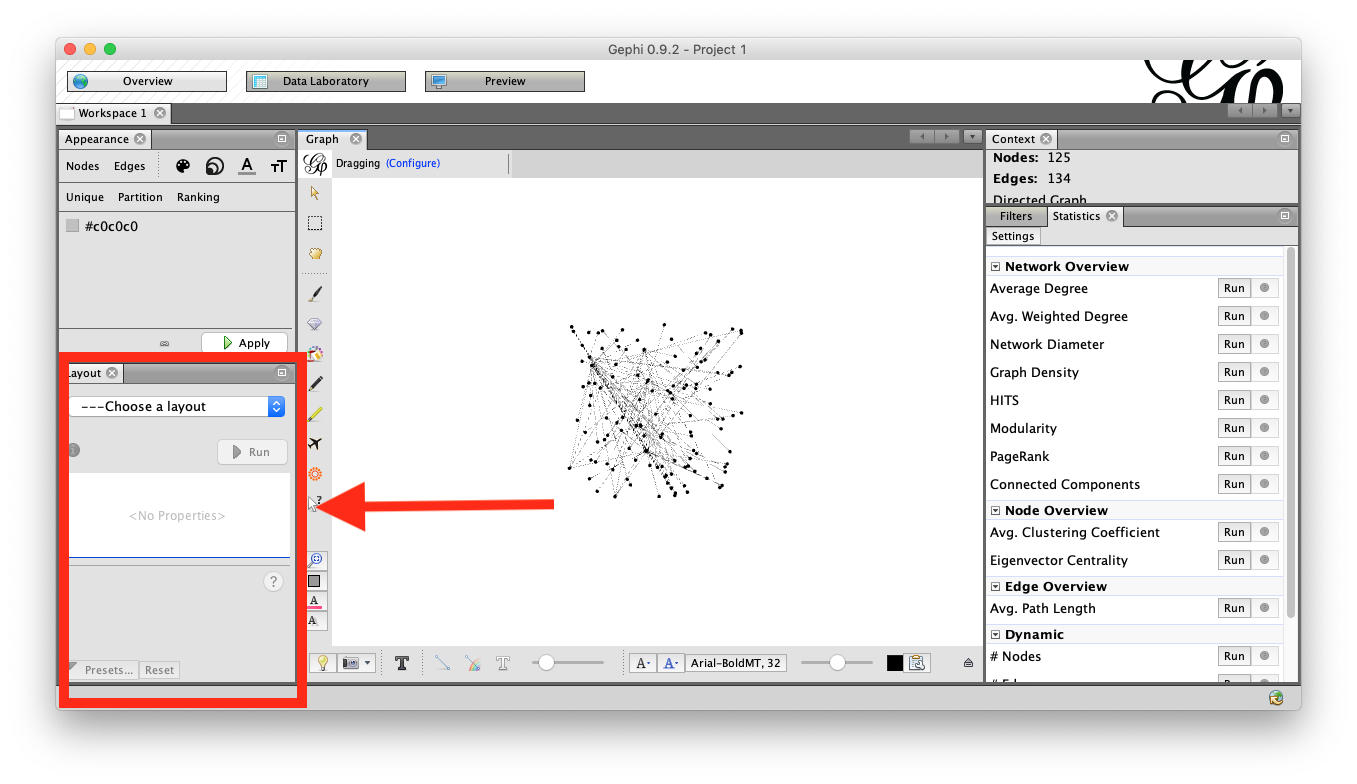 Gephi 0.9.2 - Project 1
Overview
Data Laboratory
Preview
Workspace 1
Appearance
Nodes Edges
A
тT
Unique Partition Ranking
#c0c0c0
Apply
ayout
---Choose a layout
Run
<No Properties>
?
Presets...
Reset
Graph
Dragging (Configure)
?
A
A
T
T
A- A- Arial-BoldMT, 32
Context
Nodes: 125
Edges: 134
Directed Graph
Filters
Statistics
Settings
Network Overview
Average Degree Run
Avg. Weighted Degree Run
Network Diameter Run
Graph Density Run
HITS Run
Modularity Run
PageRank Run
Connected Components Run
Node Overview
Avg. Clustering Coefficient Run
Eigenvector Centrality Run
Edge Overview
Avg. Path Length Run
Dynamic
# Nodes Run